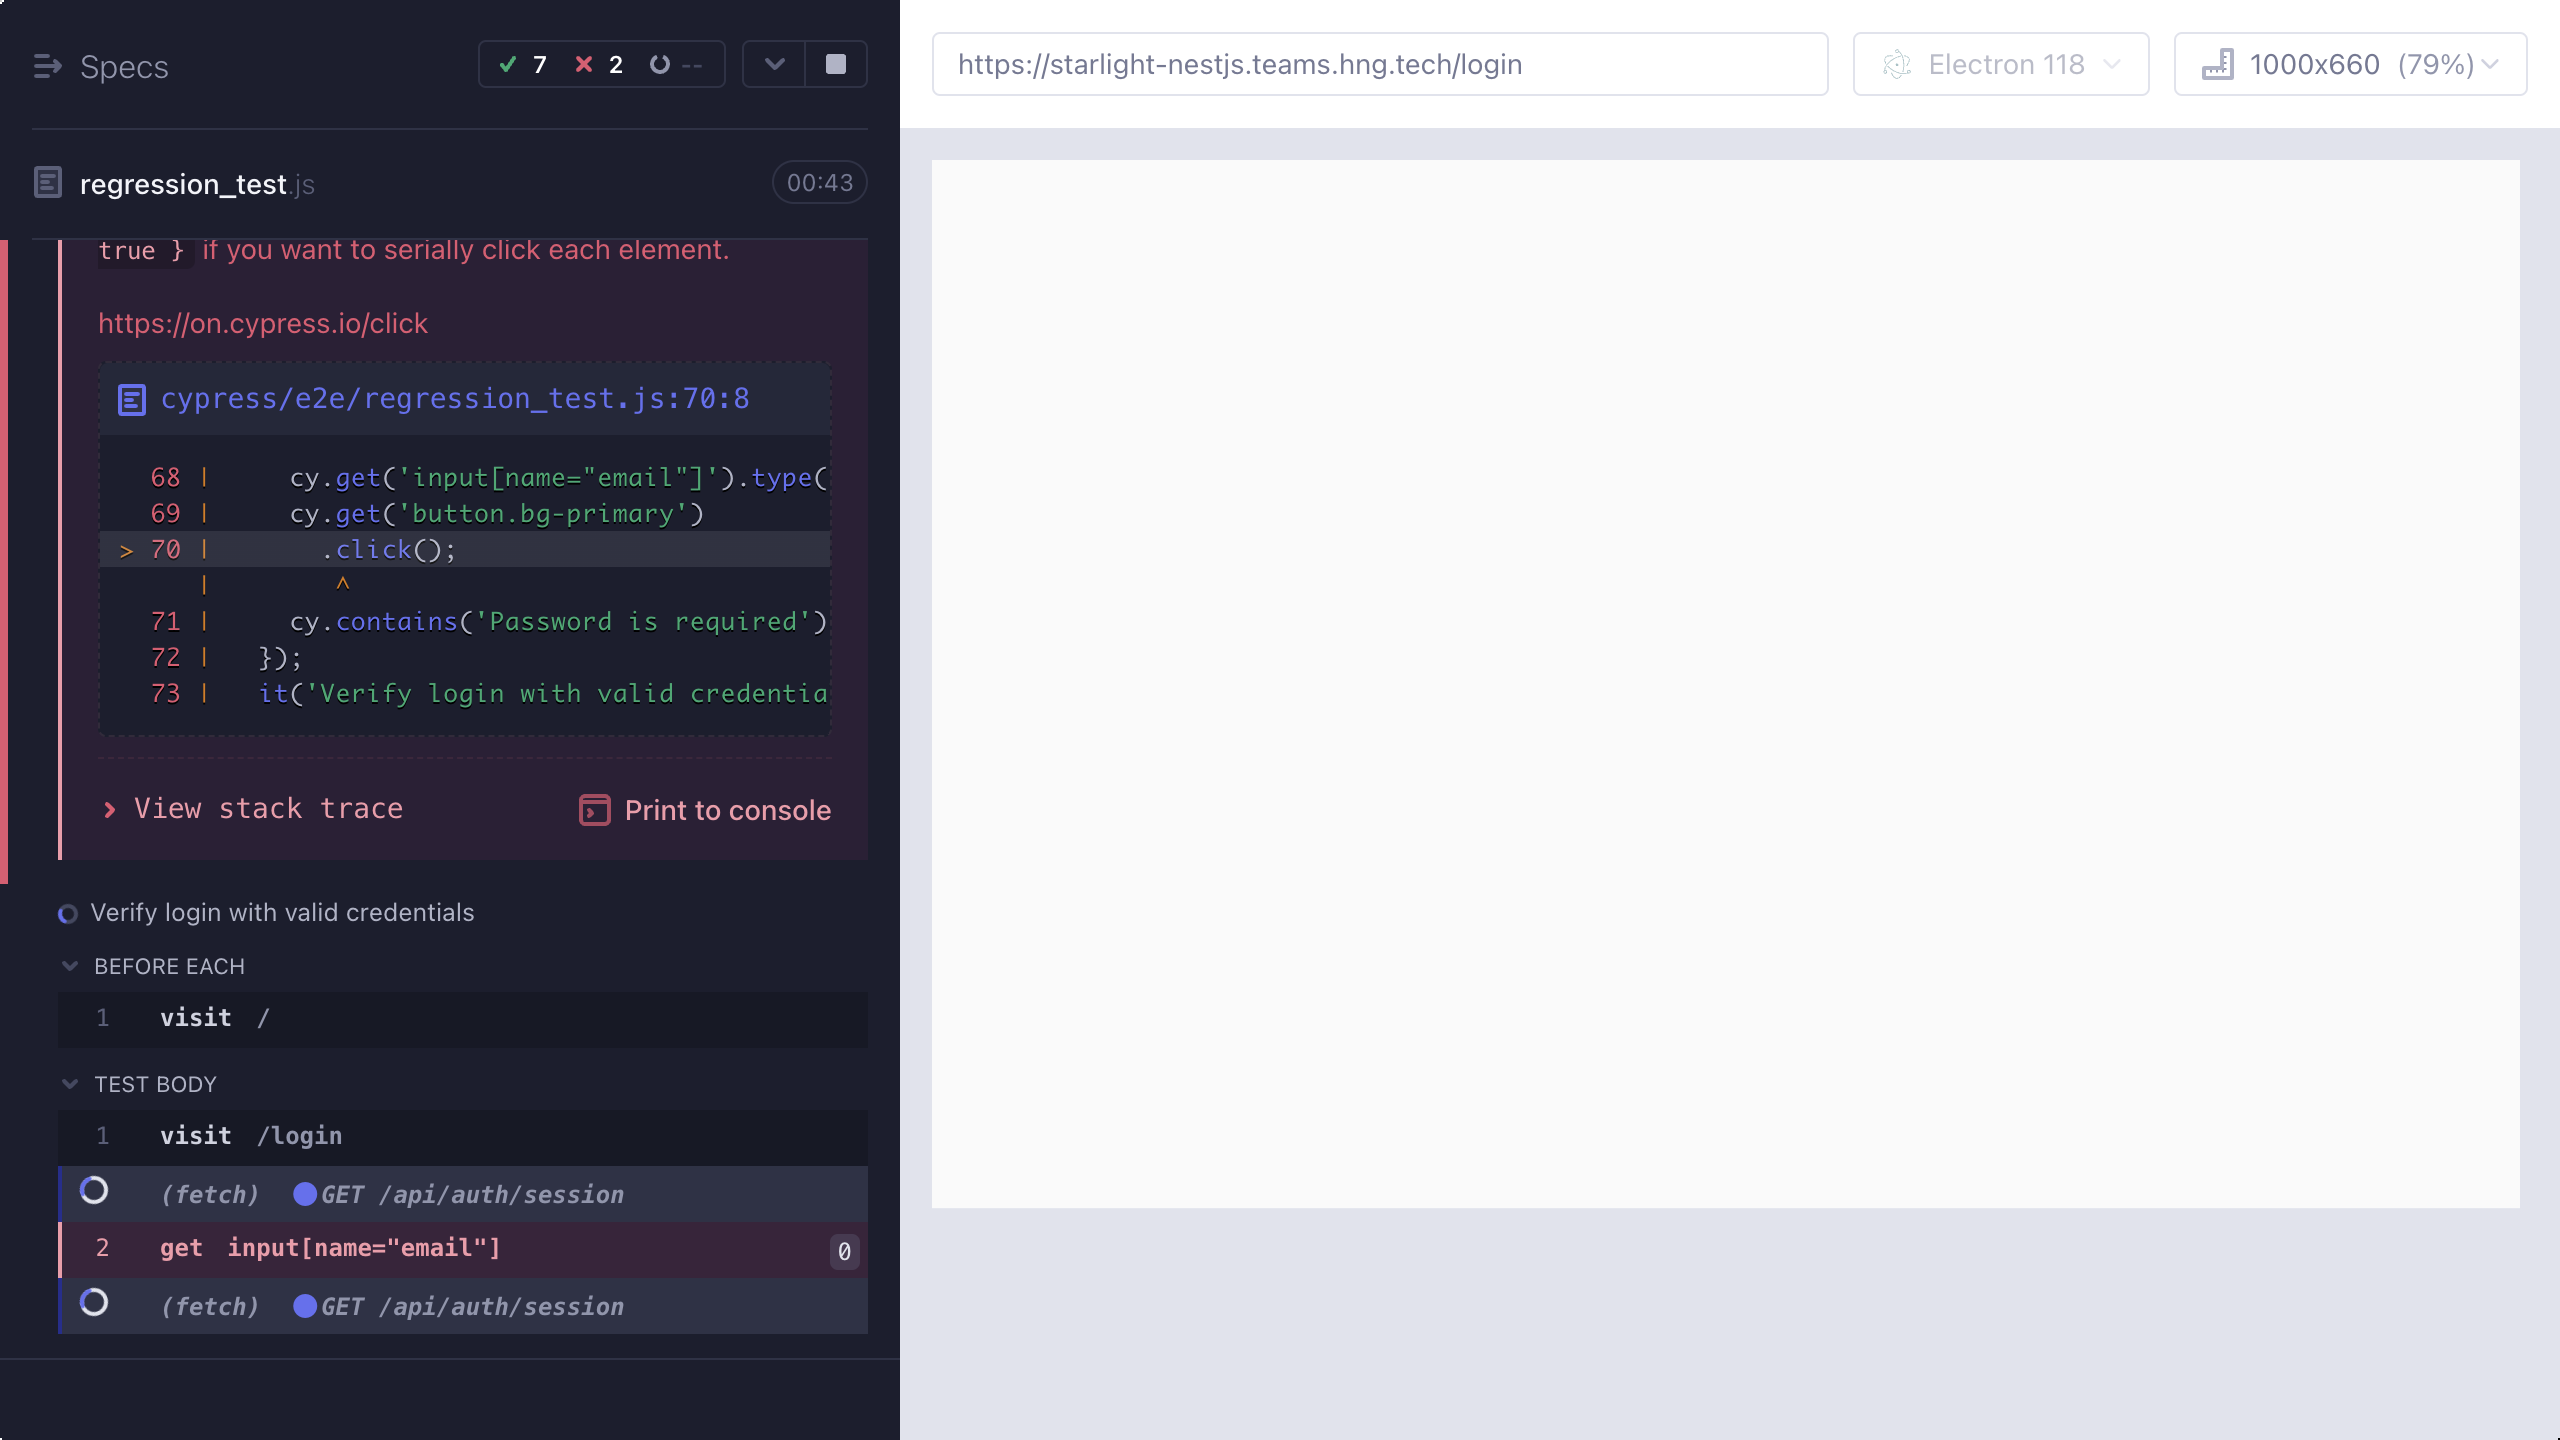 Specs
7 2 --
regression_test.js
00:43
true } if you want to serially click each element.
https://on.cypress.io/click
cypress/e2e/regression_test.js:70:8
68 | cy.get('input[name="email"]').type(
69 | cy.get('button.bg-primary')
> 70 | .click();
| ^
71 | cy.contains('Password is required')
72 | });
73 | it('Verify login with valid credentia
View stack trace
Print to console
Verify login with valid credentials
BEFORE EACH
1 visit /
TEST BODY
1 visit /login
(fetch) GET /api/auth/session
2 get input[name="email"] 0
(fetch) GET /api/auth/session
https://starlight-nestjs.teams.hng.tech/login
Electron 118
1000x660 (79%)